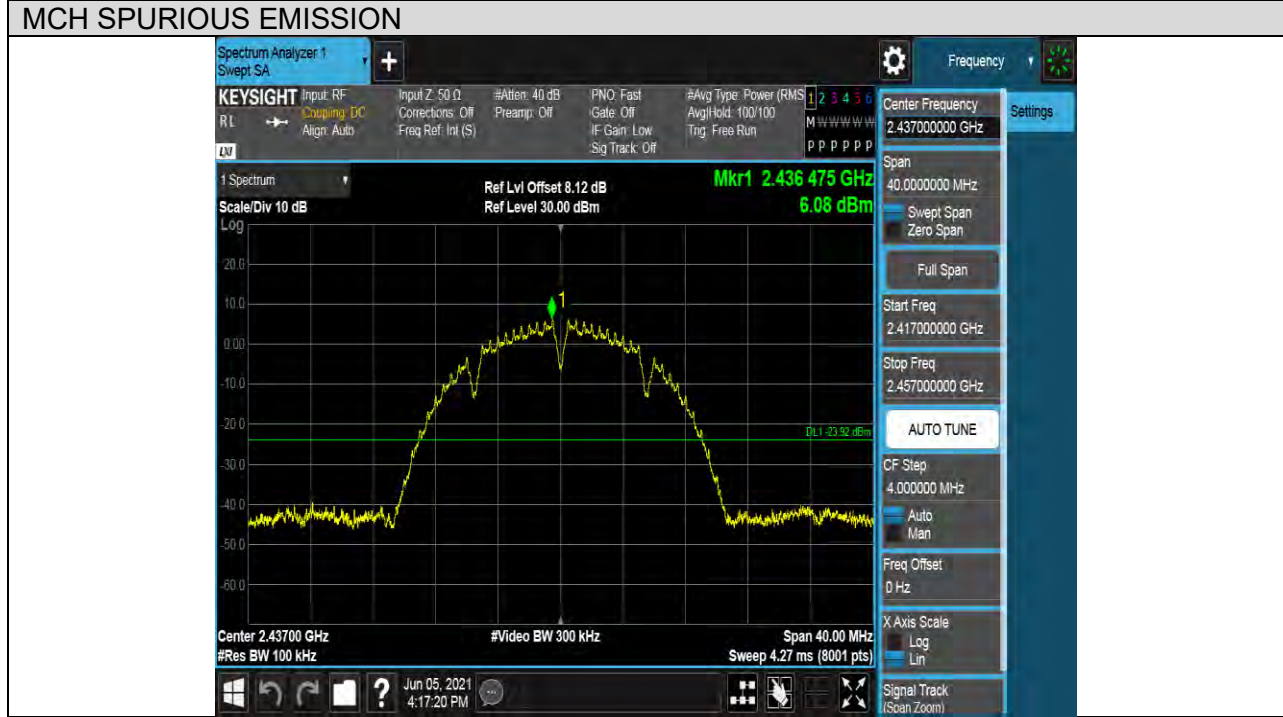 MCH SPURIOUS EMISSION
Spectrum Analyzer 1
Swept SA
+
Frequency
KEYSIGHT
RL
LXI
Input: RF
Coupling: DC
Align: Auto
Input Z: 50 Ω
Corrections: Off
Freq Ref: Int (S)
#Atten: 40 dB
Preamp: Off
PNO: Fast
Gate: Off
IF Gain: Low
Sig Track: Off
#Avg Type: Power (RMS
Avg|Hold: 100/100
Trig: Free Run
1 2 3 4 5 6
M W W W W W
P P P P P P
1 Spectrum
Scale/Div 10 dB
Log
Ref Lvl Offset 8.12 dB
Ref Level 30.00 dBm
Mkr1 2.436 475 GHz
6.08 dBm
20.0
10.0
0.00
-10.0
-20.0
-30.0
-40.0
-50.0
-60.0
1
DL1 -23.92 dBm
Center 2.43700 GHz
#Res BW 100 kHz
#Video BW 300 kHz
Span 40.00 MHz
Sweep 4.27 ms (8001 pts)
Center Frequency
2.437000000 GHz
Settings
Span
40.0000000 MHz
Swept Span
Zero Span
Full Span
Start Freq
2.417000000 GHz
Stop Freq
2.457000000 GHz
AUTO TUNE
CF Step
4.000000 MHz
Auto
Man
Freq Offset
0 Hz
X Axis Scale
Log
Lin
Signal Track
(Span Zoom)
?
Jun 05, 2021
4:17:20 PM